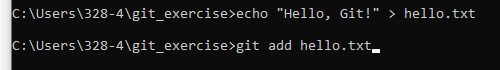 C:\Users\328-4\git_exercise>echo "Hello, Git!" > hello.txt
C:\Users\328-4\git_exercise>git add hello.txt